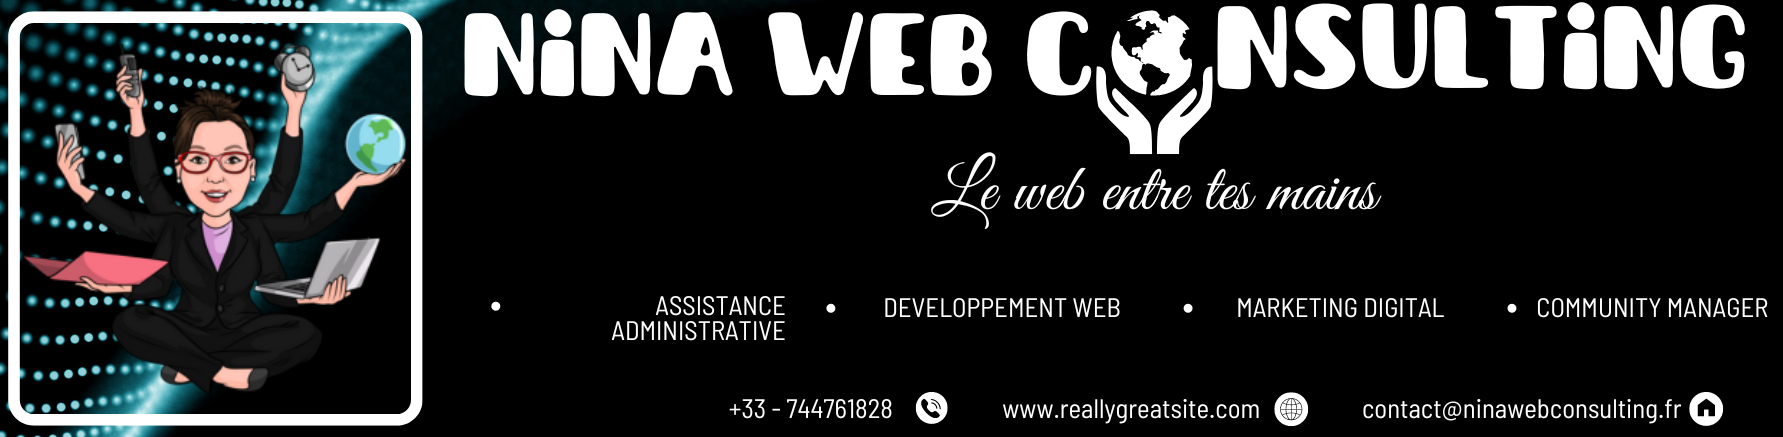 NiNA WEB CONSULTiNG
Le web entre tes mains
• ASSISTANCE • DEVELOPPEMENT WEB • MARKETING DIGITAL • COMMUNITY MANAGER
ADMINISTRATIVE
+33 - 744761828 www.reallygreatsite.com contact@ninawebconsulting.fr